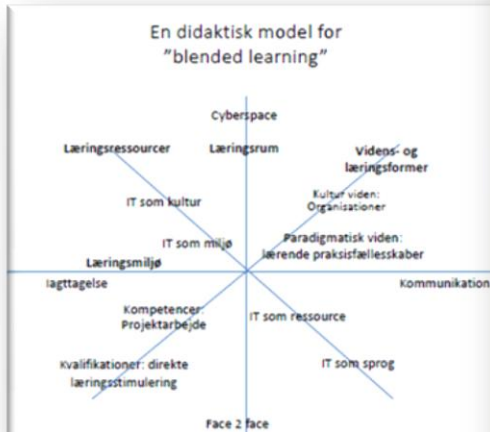 En didaktisk model for
"blended learning"
Cyberspace
Læringsressourcer
Læringsrum
Videns- og
læringsformer
Kultur viden:
Organisationer
IT som kultur
IT som miljø
Paradigmatisk viden:
lærende praksisfællesskaber
Læringsmiljø
Iagttagelse
Kommunikation
Kompetencer:
Projektarbejde
IT som ressource
Kvalifikationer: direkte
læringsstimulering
IT som sprog
Face 2 face